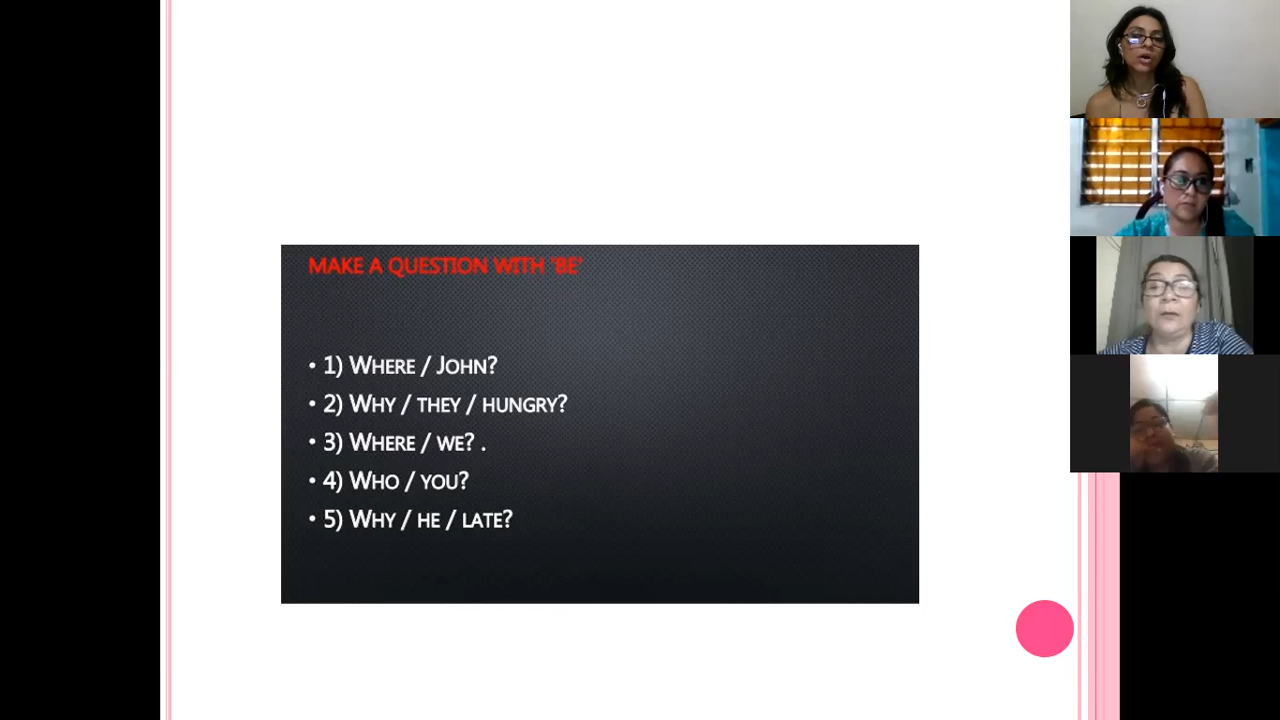 MAKE A QUESTION WITH 'BE'
• 1) WHERE / JOHN?
• 2) WHY / THEY / HUNGRY?
• 3) WHERE / WE? .
• 4) WHO / YOU?
• 5) WHY / HE / LATE?